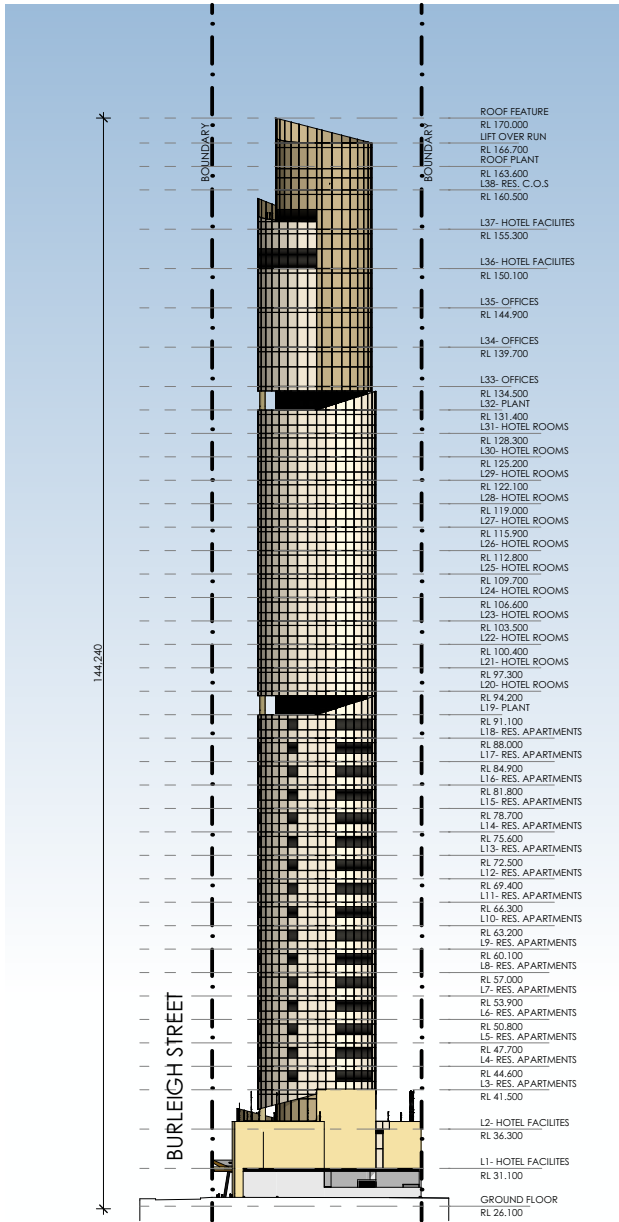 ROOF FEATURE
RL 170.000
LIFT OVER RUN
RL 166.700
ROOF PLANT
RL 163.600
L38- RES. C.O.S
RL 160.500
L37- HOTEL FACILITES
RL 155.300
L36- HOTEL FACILITES
RL 150.100
L35- OFFICES
RL 144.900
L34- OFFICES
RL 139.700
L33- OFFICES
RL 134.500
L32- PLANT
RL 131.400
L31- HOTEL ROOMS
RL 128.300
L30- HOTEL ROOMS
RL 125.200
L29- HOTEL ROOMS
RL 122.100
L28- HOTEL ROOMS
RL 119.000
L27- HOTEL ROOMS
RL 115.900
L26- HOTEL ROOMS
RL 112.800
L25- HOTEL ROOMS
RL 109.700
L24- HOTEL ROOMS
RL 106.600
L23- HOTEL ROOMS
RL 103.500
L22- HOTEL ROOMS
RL 100.400
L21- HOTEL ROOMS
RL 97.300
L20- HOTEL ROOMS
RL 94.200
L19- PLANT
RL 91.100
L18- RES. APARTMENTS
RL 88.000
L17- RES. APARTMENTS
RL 84.900
L16- RES. APARTMENTS
RL 81.800
L15- RES. APARTMENTS
RL 78.700
L14- RES. APARTMENTS
RL 75.600
L13- RES. APARTMENTS
RL 72.500
L12- RES. APARTMENTS
RL 69.400
L11- RES. APARTMENTS
RL 66.300
L10- RES. APARTMENTS
RL 63.200
L9- RES. APARTMENTS
RL 60.100
L8- RES. APARTMENTS
RL 57.000
L7- RES. APARTMENTS
RL 53.900
L6- RES. APARTMENTS
RL 50.800
L5- RES. APARTMENTS
RL 47.700
L4- RES. APARTMENTS
RL 44.600
L3- RES. APARTMENTS
RL 41.500
L2- HOTEL FACILITES
RL 36.300
L1- HOTEL FACILITES
RL 31.100
GROUND FLOOR
RL 26.100
BOUNDARY
BOUNDARY
144,240
BURLEIGH STREET